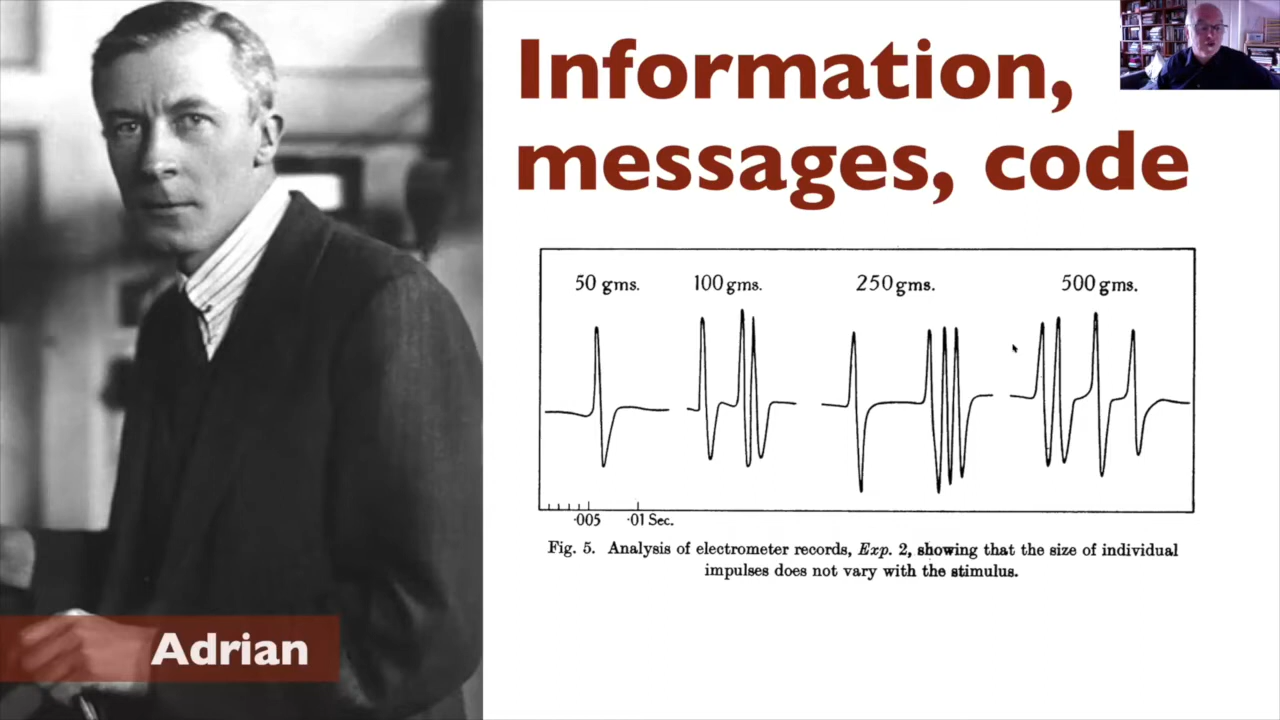 Information,
messages, code
50 gms.
100 gms.
250 gms.
500 gms.
·005 ·01 Sec.
Fig. 5. Analysis of electrometer records, Exp. 2, showing that the size of individual
impulses does not vary with the stimulus.
Adrian